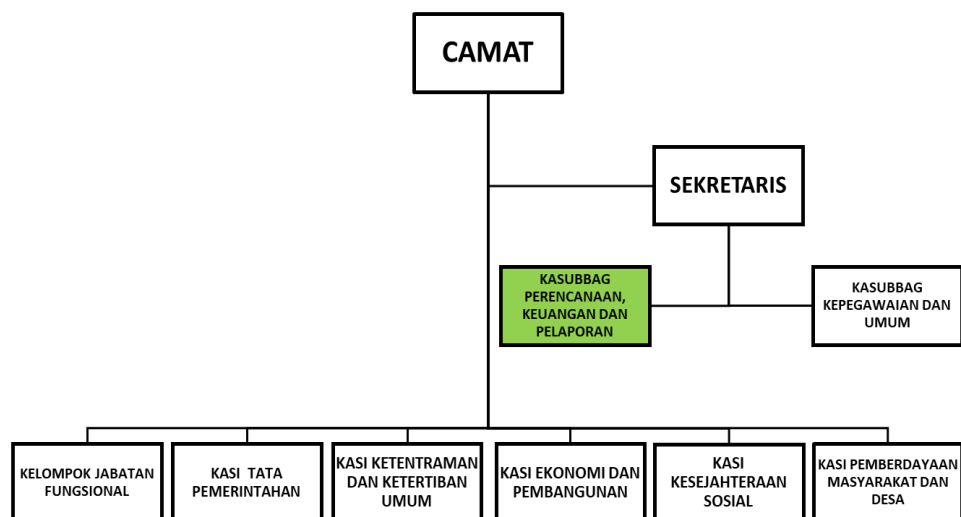 CAMAT
SEKRETARIS
KASUBBAG
PERENCANAAN,
KEUANGAN DAN
PELAPORAN
KASUBBAG
KEPEGAWAIAN DAN
UMUM
KELOMPOK JABATAN
FUNGSIONAL
KASI TATA
PEMERINTAHAN
KASI KETENTRAMAN
DAN KETERTIBAN
UMUM
KASI EKONOMI DAN
PEMBANGUNAN
KASI
KESEJAHTERAAN
SOSIAL
KASI PEMBERDAYAAN
MASYARAKAT DAN
DESA